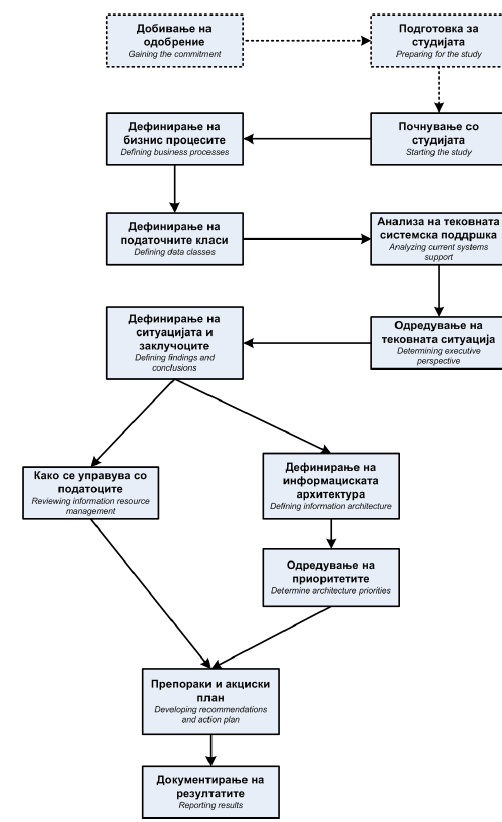 Добивање на
одобрение
Gaining the commitment
Подготовка за
студијата
Preparing for the study
Дефинирање на
бизнис процесите
Defining business processes
Почнување со
студијата
Starting the study
Дефинирање на
податочните класи
Defining data classes
Анализа на тековната
системска поддршка
Analyzing current systems
support
Дефинирање на
ситуацијата и
заклучоците
Defining findings and
conclusions
Одредување на
тековната ситуација
Determining executive
perspective
Како се управува со
податоците
Reviewing information resource
management
Дефинирање на
информациската
архитектура
Defining information architecture
Одредување на
приоритетите
Determine architecture priorities
Препораки и акциски
план
Developing recommendations
and action plan
Документирање на
резултатите
Reporting results